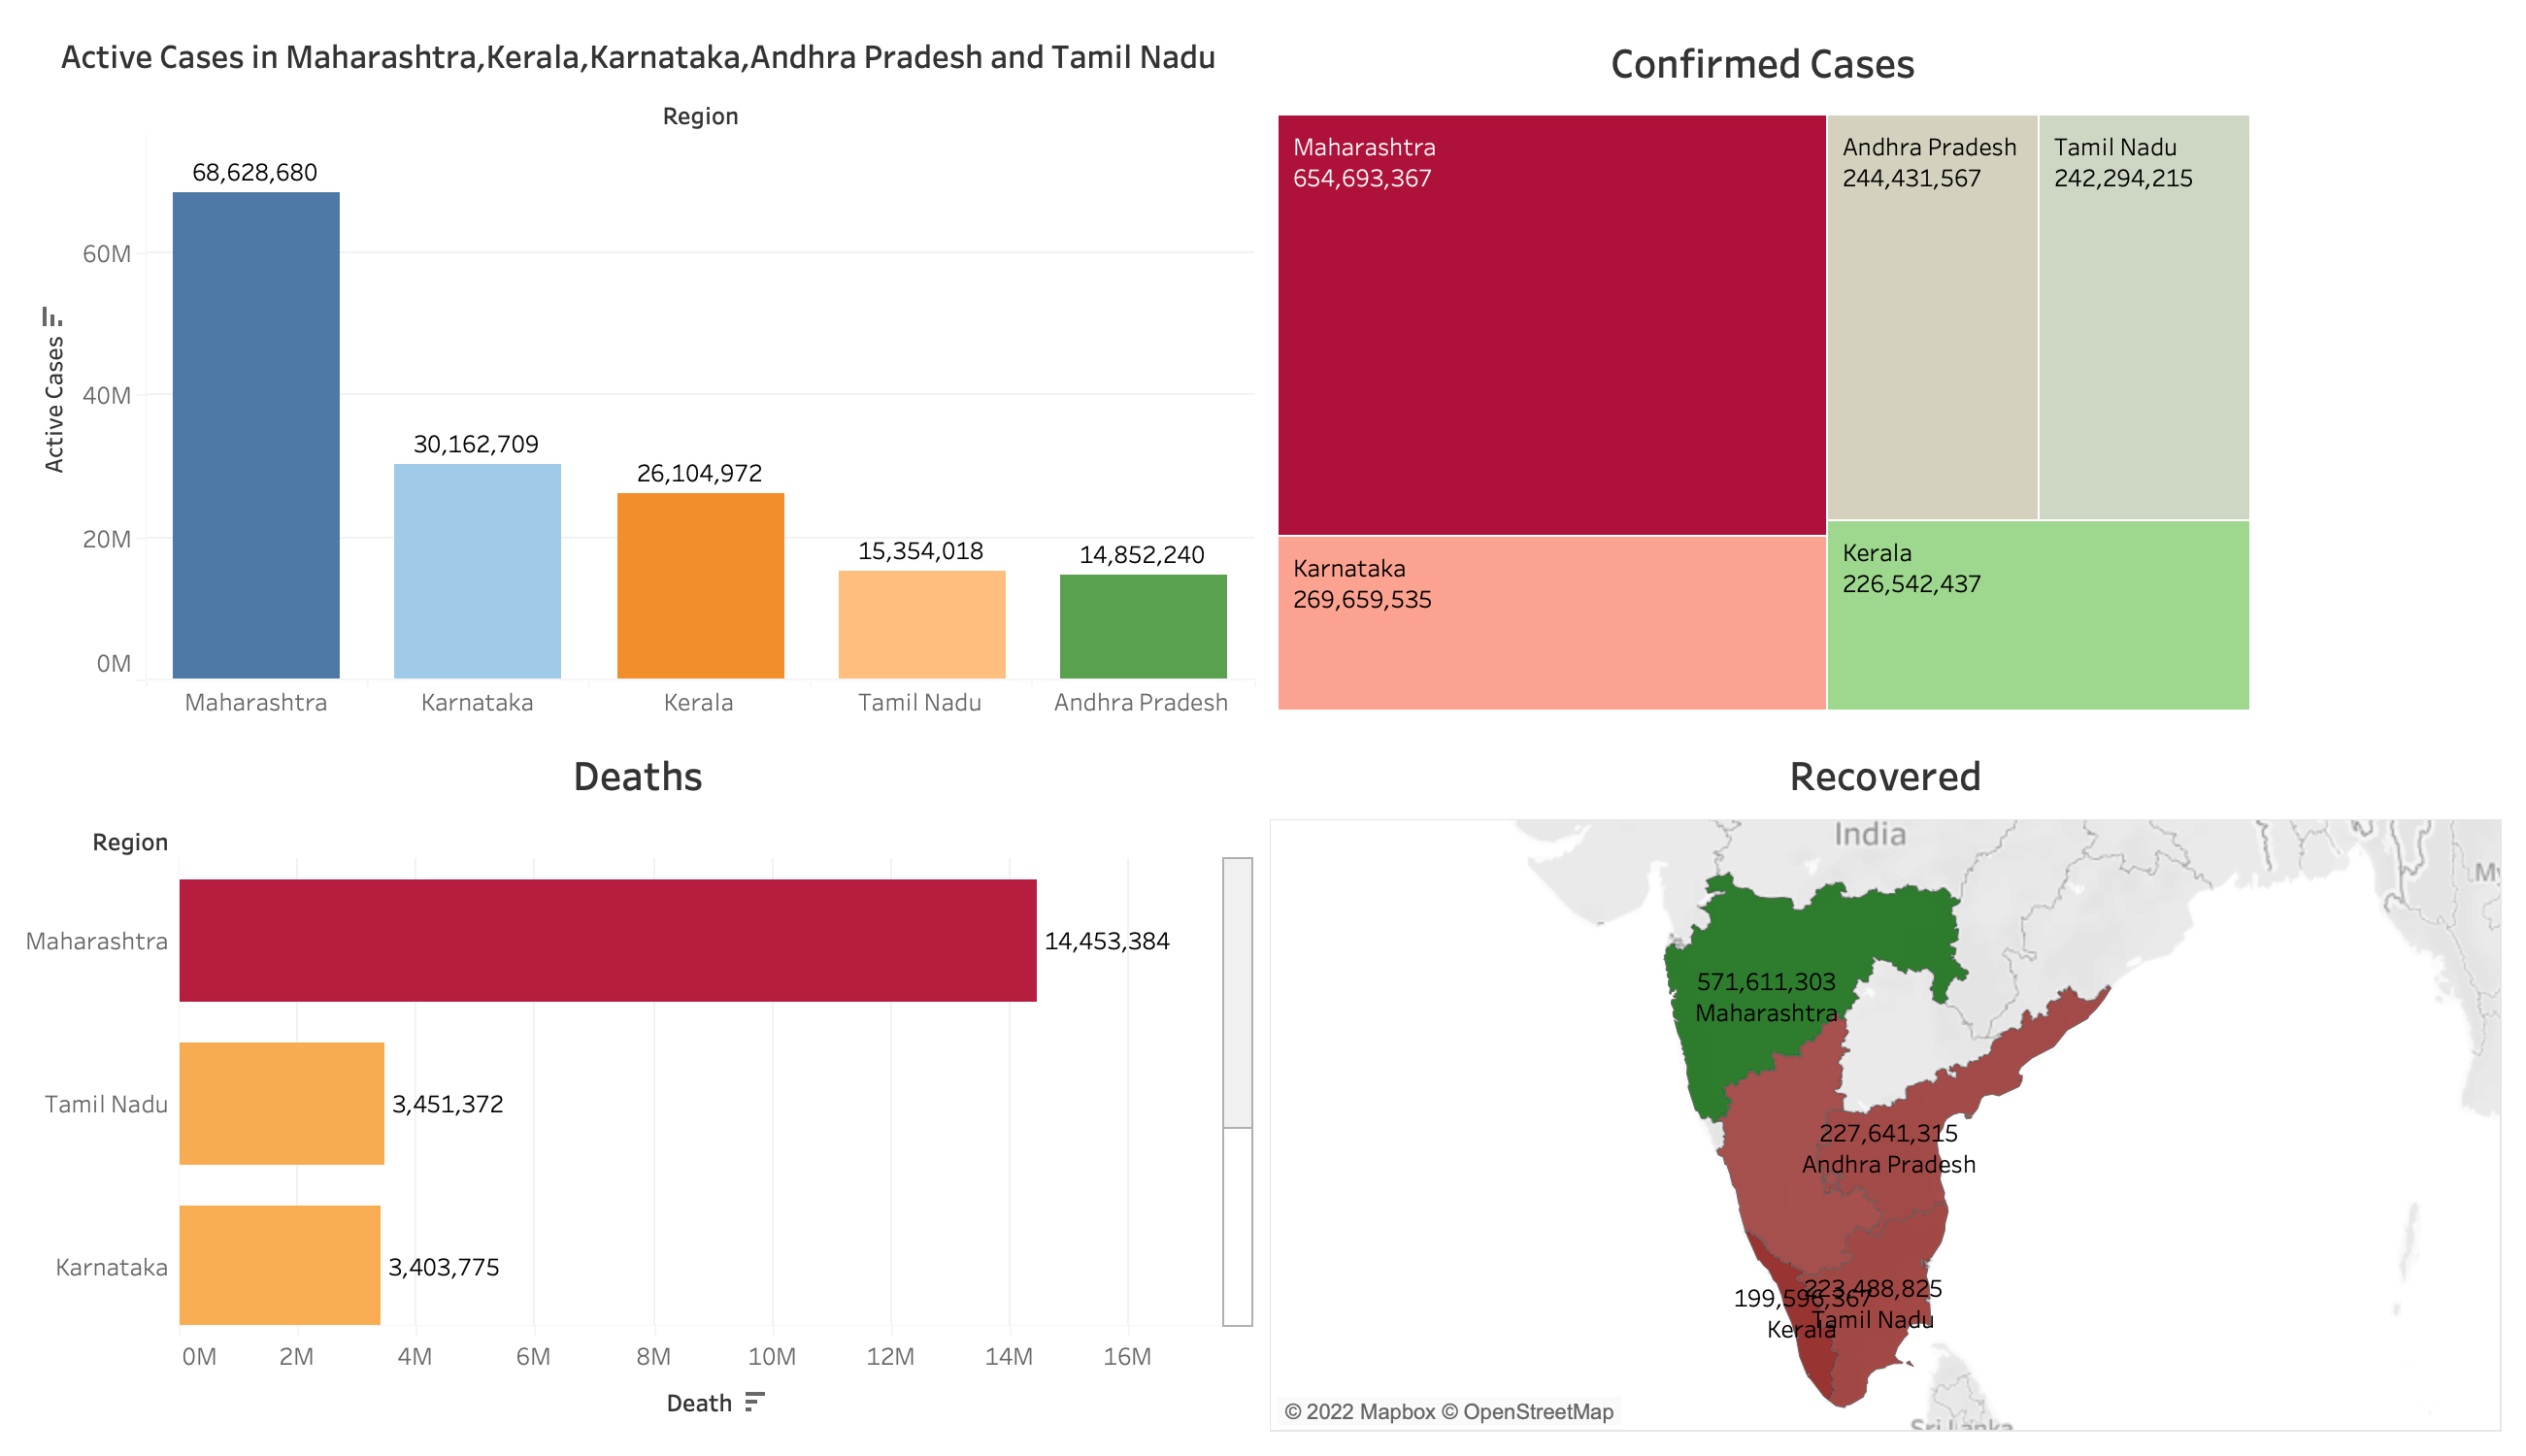 Active Cases in Maharashtra,Kerala,Karnataka,Andhra Pradesh and Tamil Nadu
Region
Active Cases
60M
40M
20M
0M
68,628,680
30,162,709
26,104,972
15,354,018
14,852,240
Maharashtra
Karnataka
Kerala
Tamil Nadu
Andhra Pradesh
Confirmed Cases
Maharashtra
654,693,367
Andhra Pradesh
244,431,567
Tamil Nadu
242,294,215
Karnataka
269,659,535
Kerala
226,542,437
Deaths
Region
Maharashtra
14,453,384
Tamil Nadu
3,451,372
Karnataka
3,403,775
0M
2M
4M
6M
8M
10M
12M
14M
16M
Death
Recovered
India
My
571,611,303
Maharashtra
227,641,315
Andhra Pradesh
223,488,825
Tamil Nadu
199,596,367
Kerala
Sri Lanka
© 2022 Mapbox © OpenStreetMap